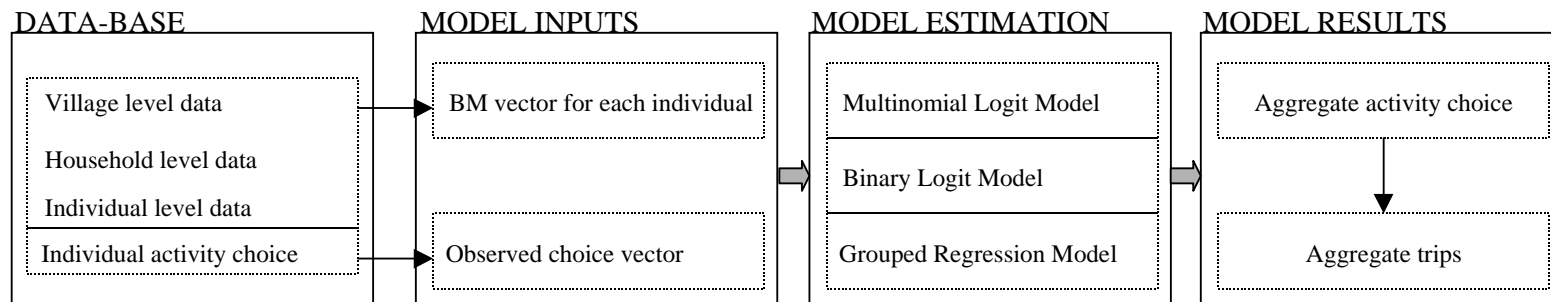 DATA-BASE
Village level data
Household level data
Individual level data
Individual activity choice
MODEL INPUTS
BM vector for each individual
Observed choice vector
MODEL ESTIMATION
Multinomial Logit Model
Binary Logit Model
Grouped Regression Model
MODEL RESULTS
Aggregate activity choice
Aggregate trips